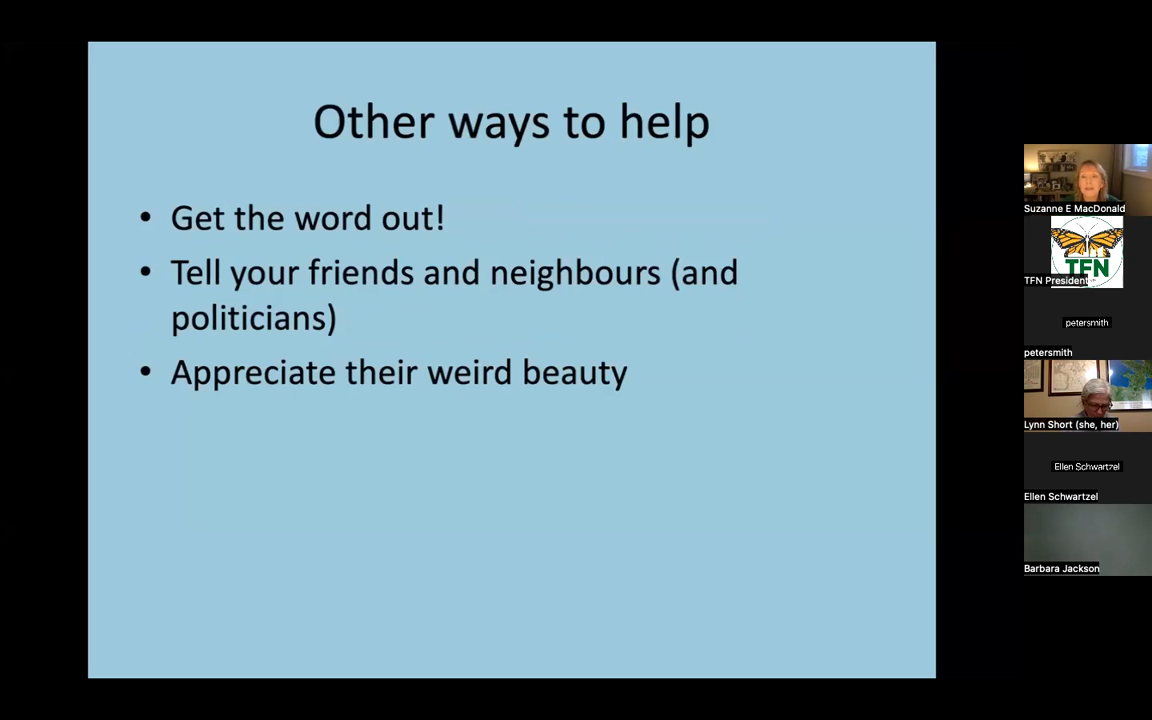 Other ways to help
• Get the word out!
• Tell your friends and neighbours (and
politicians)
• Appreciate their weird beauty
Suzanne E MacDonald
TFN
TFN President
petersmith
petersmith
Lynn Short (she, her)
Ellen Schwartzel
Ellen Schwartzel
Barbara Jackson